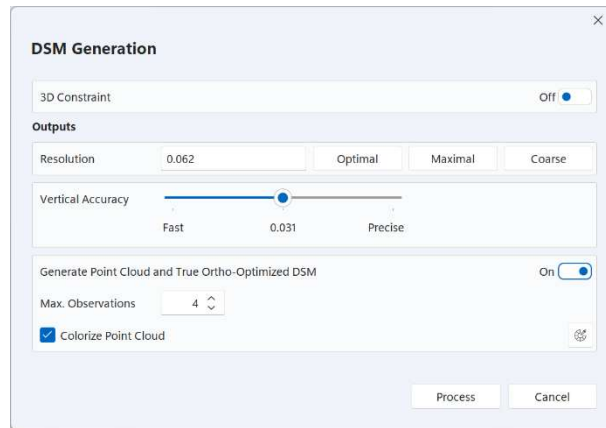 DSM Generation
3D Constraint Off
Outputs
Resolution 0.062 Optimal Maximal Coarse
Vertical Accuracy
Fast 0.031 Precise
Generate Point Cloud and True Ortho-Optimized DSM On
Max. Observations 4
Colorize Point Cloud
Process Cancel